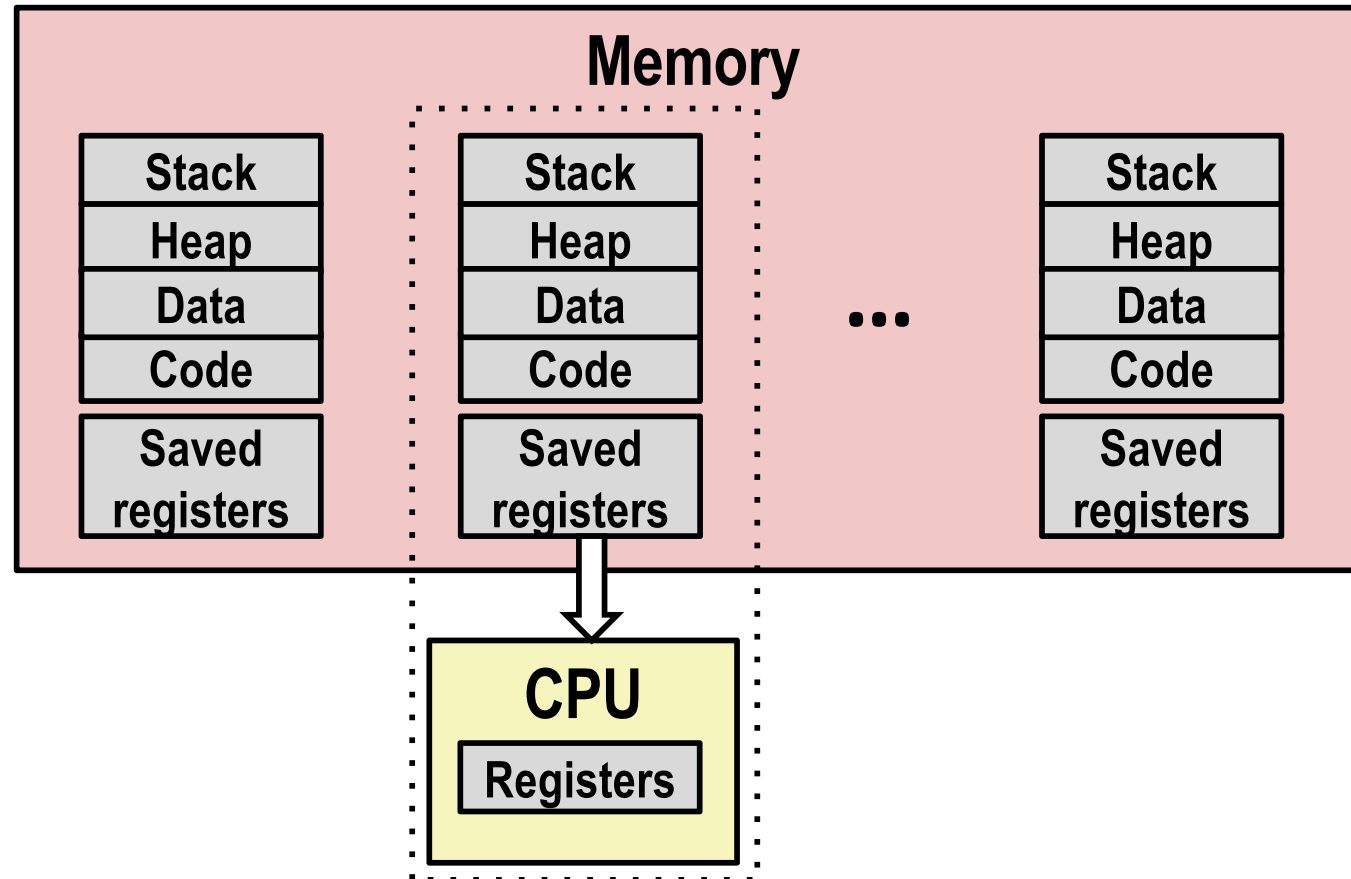 Memory
Stack
Heap
Data
Code
Saved
registers
Stack
Heap
Data
Code
Saved
registers
...
Stack
Heap
Data
Code
Saved
registers
CPU
Registers